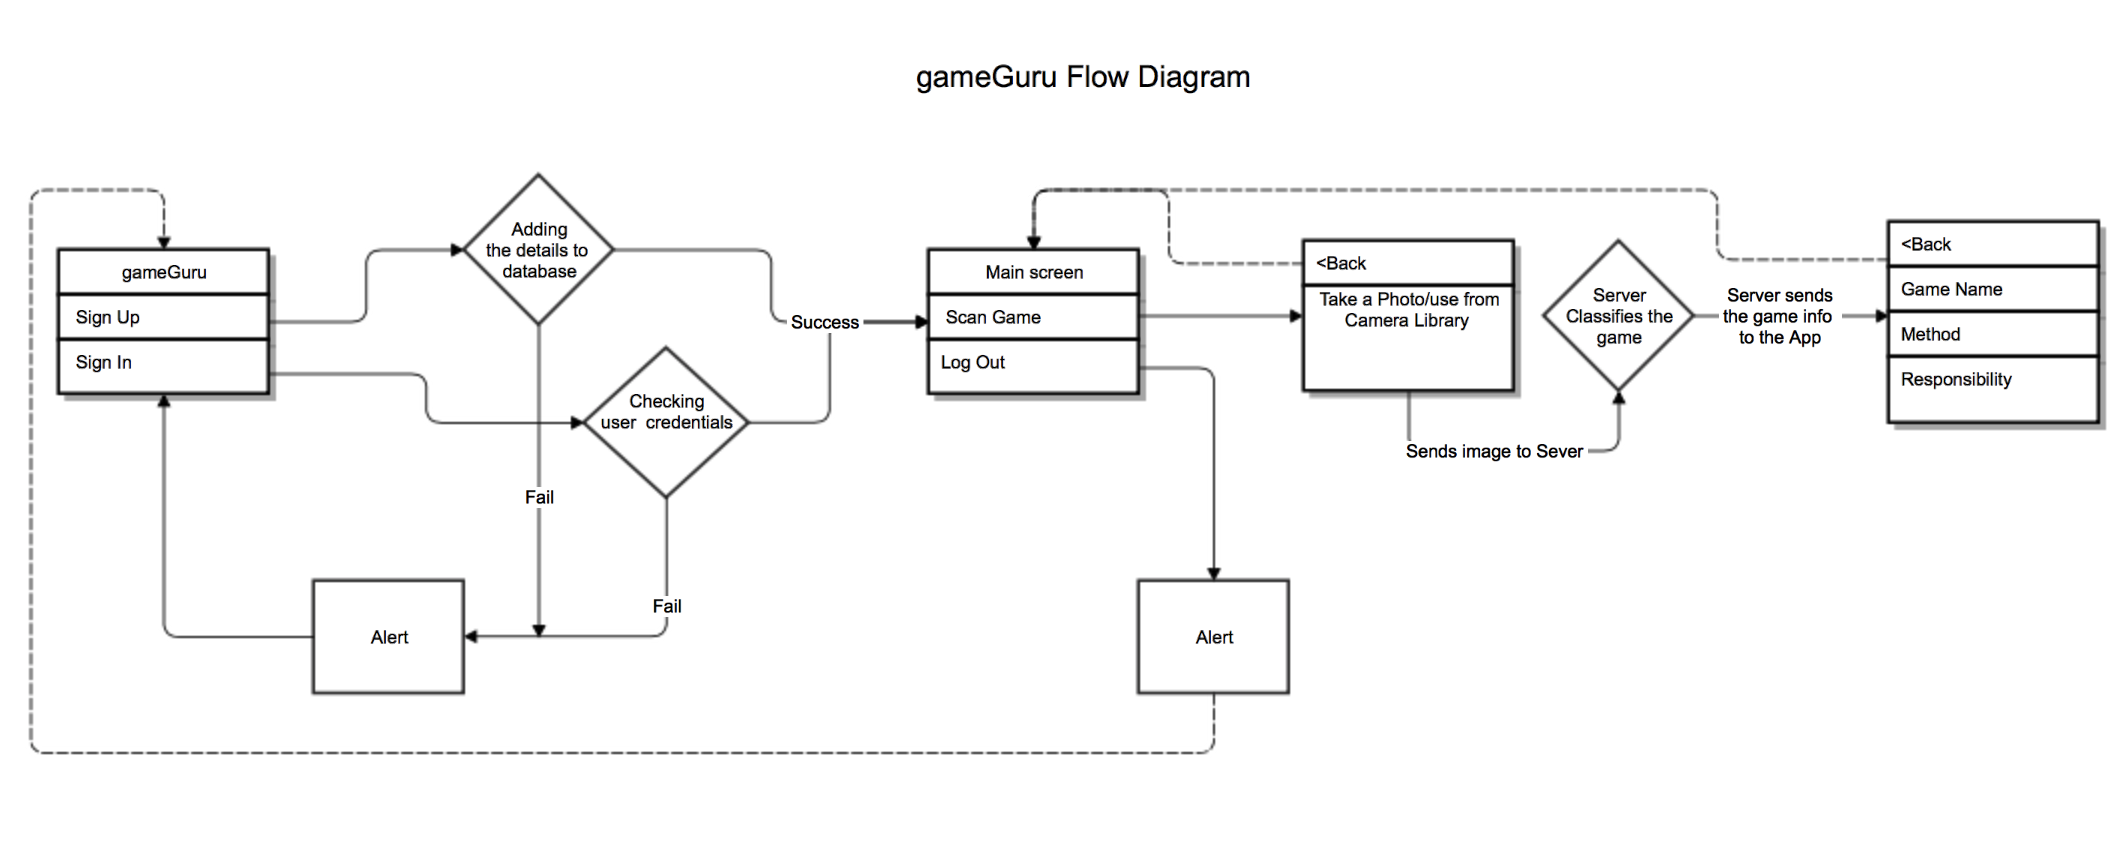 gameGuru Flow Diagram
gameGuru
Sign Up
Sign In
Adding
the details to
database
Checking
user  credentials
Success
Fail
Fail
Alert
Main screen
Scan Game
Log Out
Alert
<Back
Take a Photo/use from
Camera Library
Sends image to Sever
Server
Classifies the
game
Server sends
the game info
to the App
<Back
Game Name
Method
Responsibility